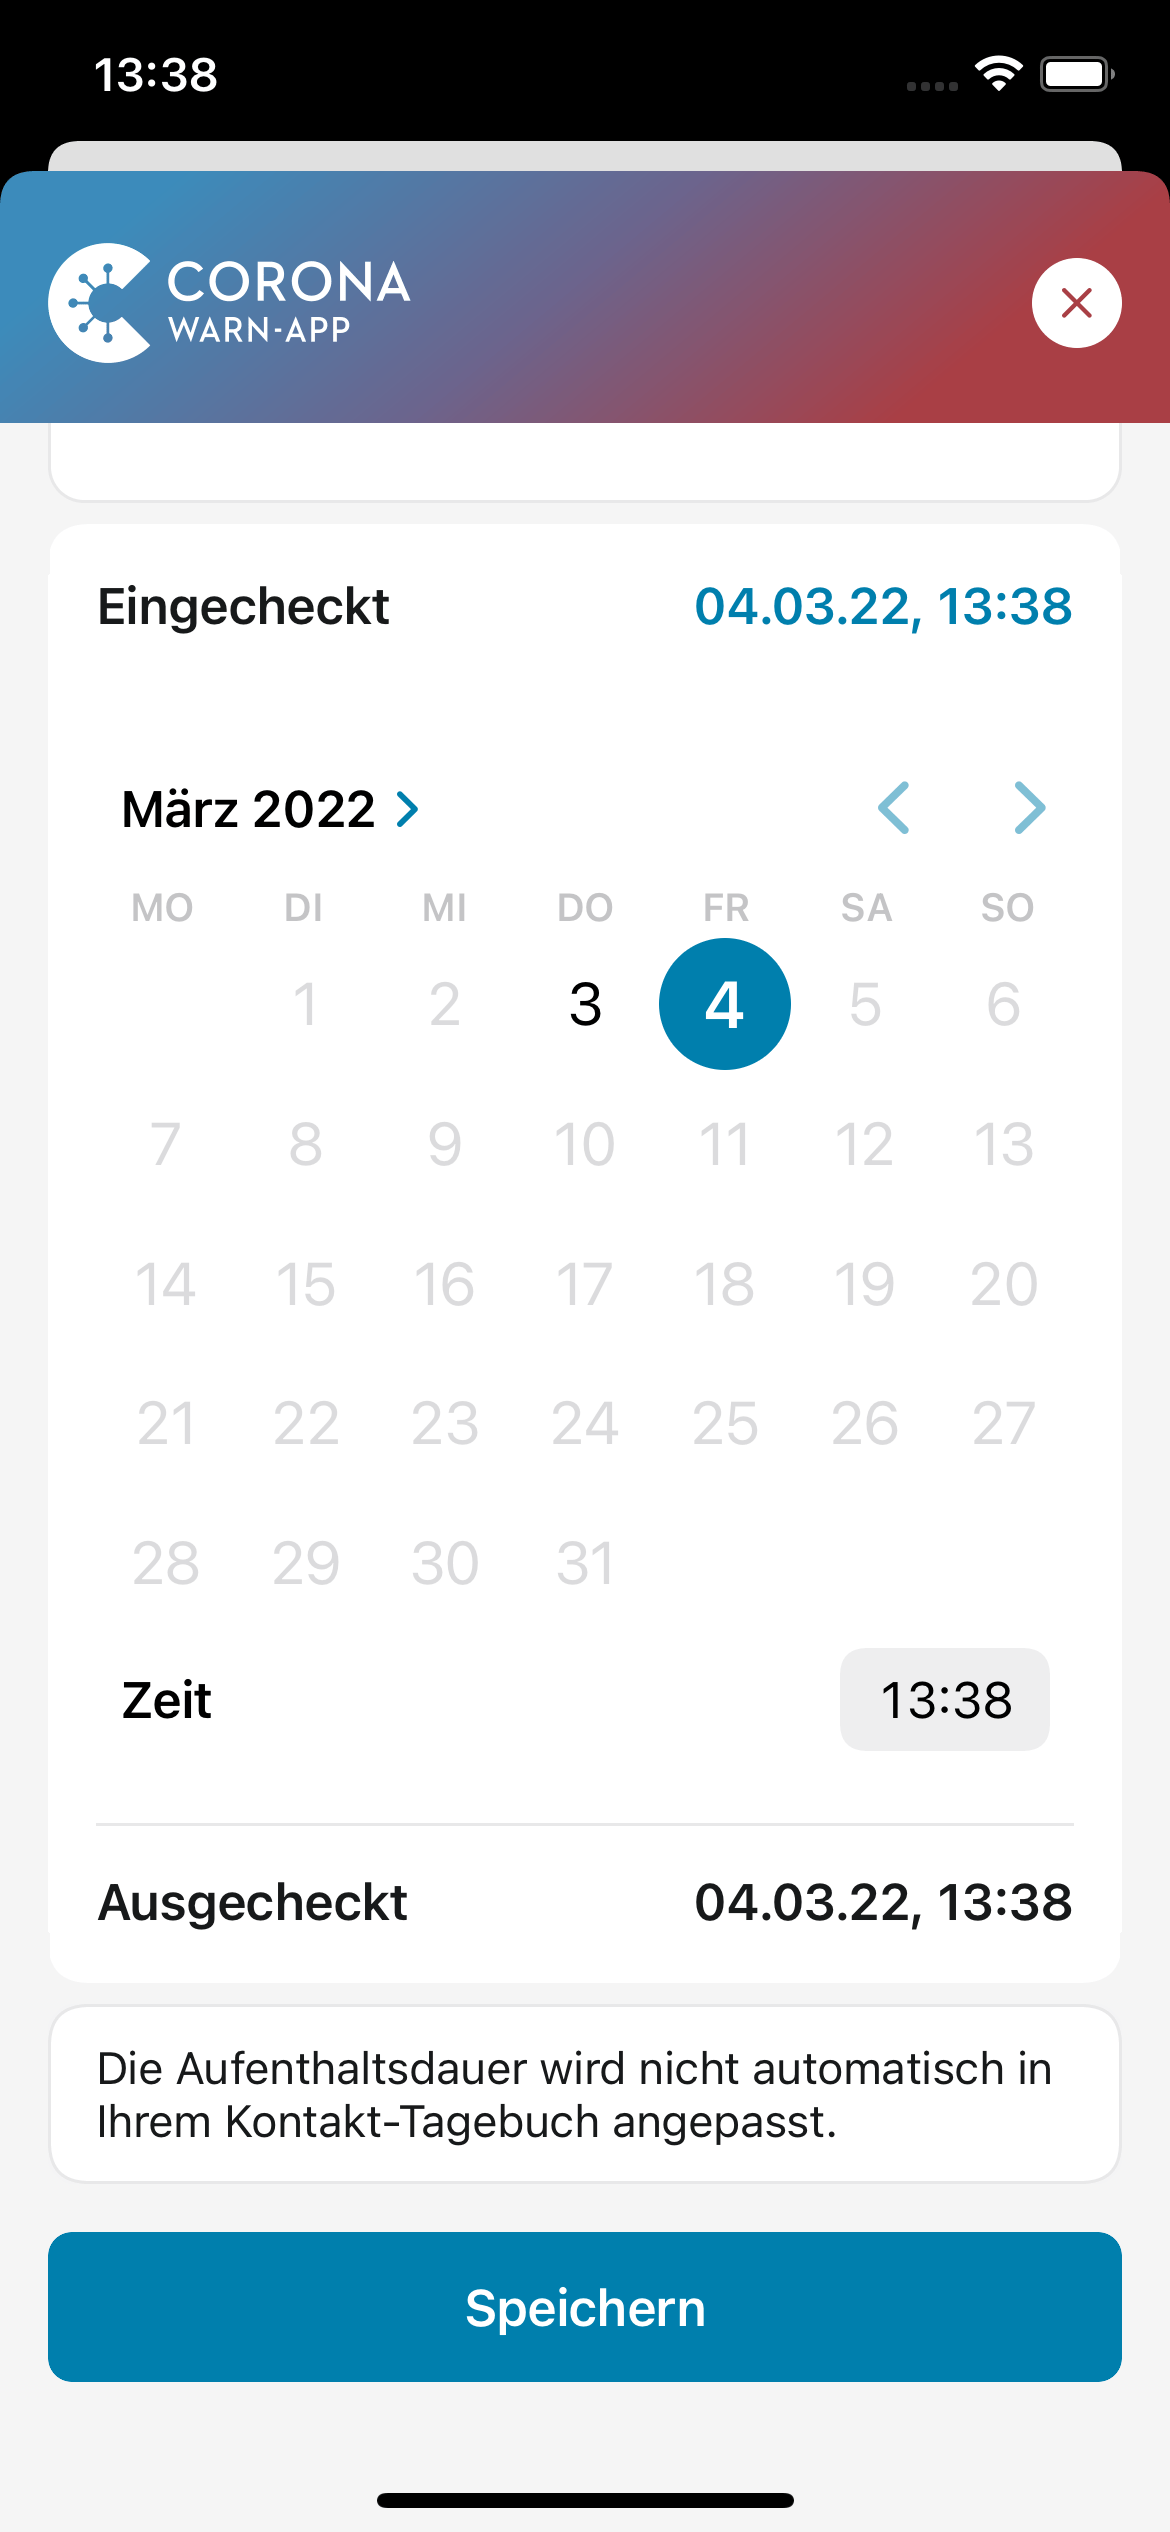 13:38
CORONA
WARN-APP
Eingecheckt 04.03.22, 13:38
März 2022
MO DI MI DO FR SA SO
1 2 3 4 5 6
7 8 9 10 11 12 13
14 15 16 17 18 19 20
21 22 23 24 25 26 27
28 29 30 31
Zeit 13:38
Ausgecheckt 04.03.22, 13:38
Die Aufenthaltsdauer wird nicht automatisch in
Ihrem Kontakt-Tagebuch angepasst.
Speichern